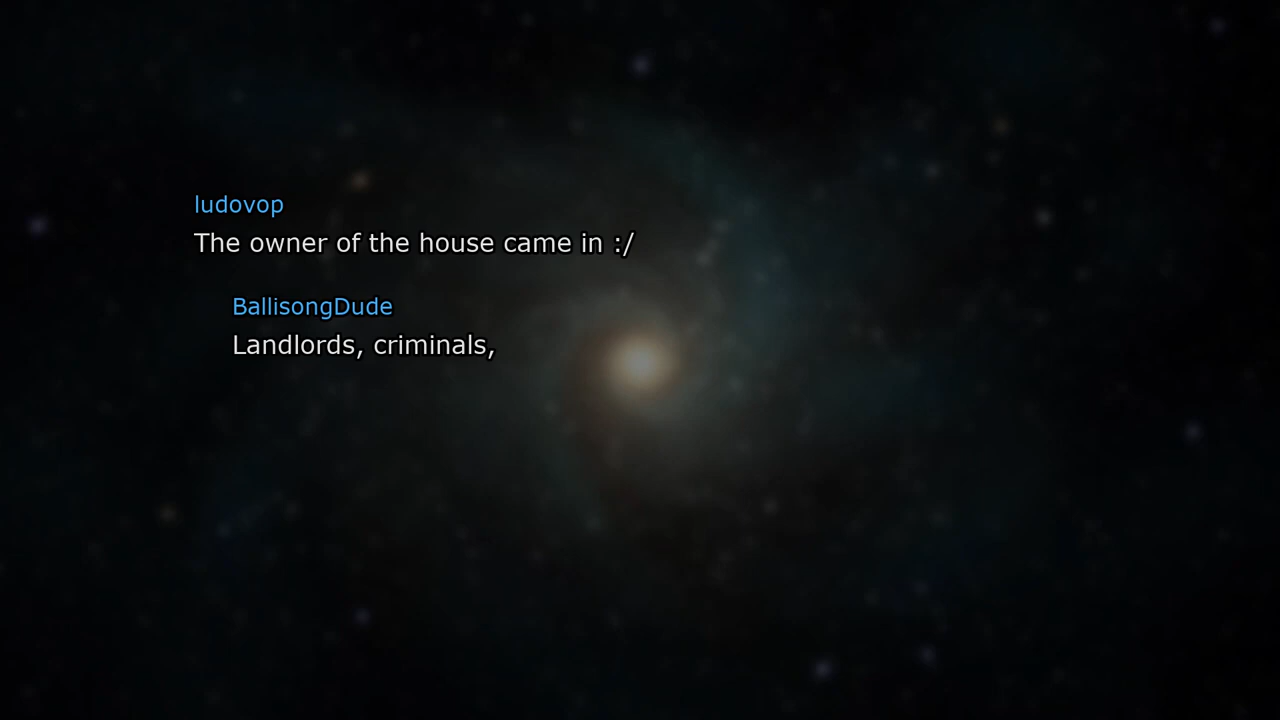 ludovop
The owner of the house came in :/
BallisongDude
Landlords, criminals,